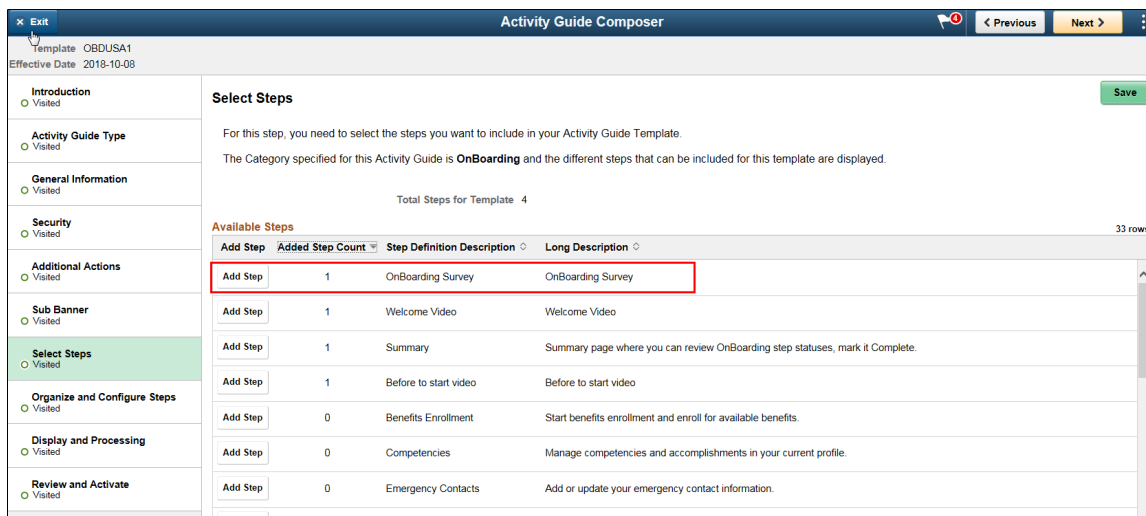 × Exit
Activity Guide Composer
4
< Previous
Next >
Template OBDUSA1
Effective Date 2018-10-08
Introduction
Visited
Activity Guide Type
Visited
General Information
Visited
Security
Visited
Additional Actions
Visited
Sub Banner
Visited
Select Steps
Visited
Organize and Configure Steps
Visited
Display and Processing
Visited
Review and Activate
Visited
Select Steps
Save
For this step, you need to select the steps you want to include in your Activity Guide Template.
The Category specified for this Activity Guide is OnBoarding and the different steps that can be included for this template are displayed.
Total Steps for Template 4
Available Steps
33 rows
Add Step Added Step Count Step Definition Description Long Description
Add Step 1 OnBoarding Survey OnBoarding Survey
Add Step 1 Welcome Video Welcome Video
Add Step 1 Summary Summary page where you can review OnBoarding step statuses, mark it Complete.
Add Step 1 Before to start video Before to start video
Add Step 0 Benefits Enrollment Start benefits enrollment and enroll for available benefits.
Add Step 0 Competencies Manage competencies and accomplishments in your current profile.
Add Step 0 Emergency Contacts Add or update your emergency contact information.